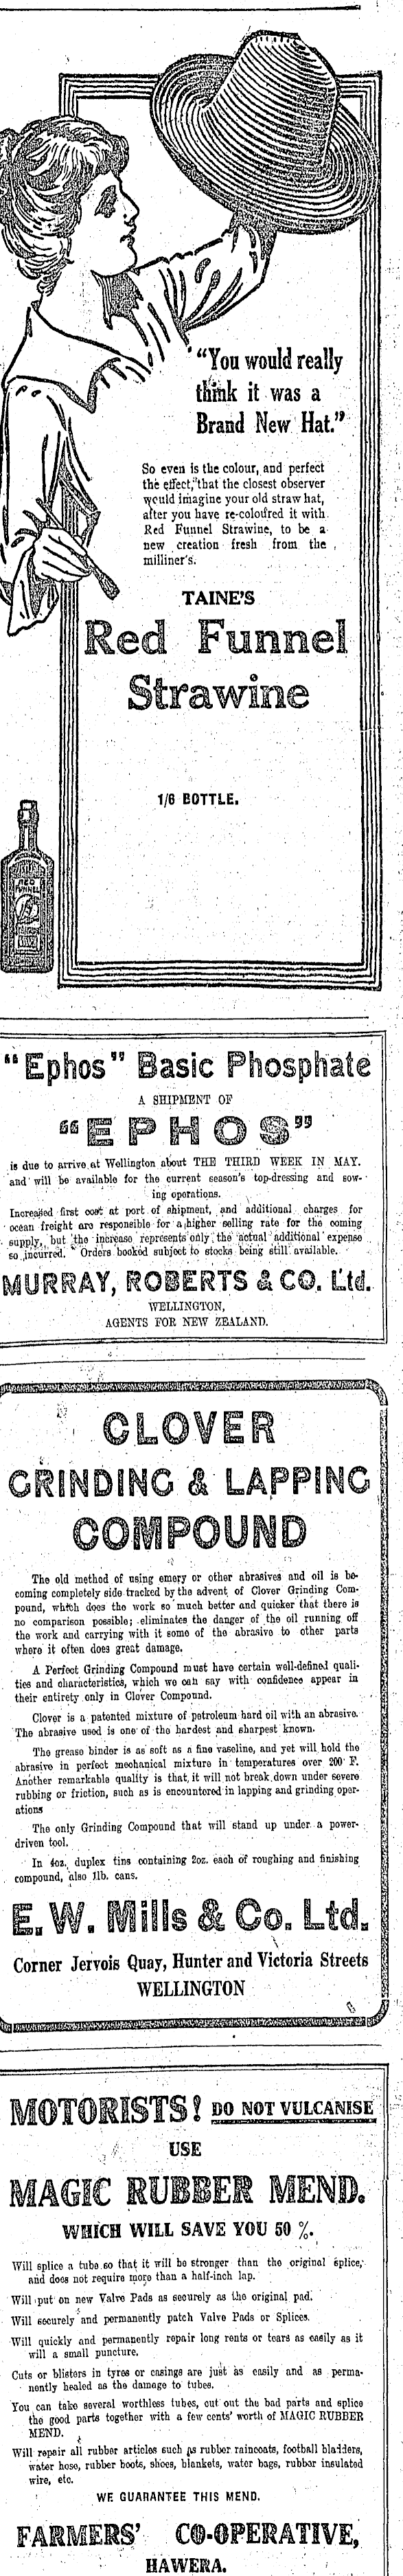 "You would really
think it was a
Brand New Hat."
So even is the colour, and perfect
the effect, that the closest observer
would imagine your old straw hat,
after you have re-coloured it with
Red Funnel Strawine, to be a
new creation fresh from the
milliner's.
TAINE'S
Red Funnel
Strawine
1/6 BOTTLE.
RED
FUNNEL
"Ephos" Basic Phosphate
A SHIPMENT OF
"EPHOS"
is due to arrive at Wellington about THE THIRD WEEK IN MAY.
and will be available for the current season's top-dressing and sow-
ing operations.
Increased first cost at port of shipment, and additional charges for
ocean freight are responsible for a higher selling rate for the coming
supply, but the increase represents only the actual additional expense
so incurred. Orders booked subject to stocks being still available.
MURRAY, ROBERTS & CO. Ltd.
WELLINGTON,
AGENTS FOR NEW ZEALAND.
CLOVER
GRINDING & LAPPING
COMPOUND
The old method of using emery or other abrasives and oil is be-
coming completely side-tracked by the advent of Clover Grinding Com-
pound, which does the work so much better and quicker that there is
no comparison possible; eliminates the danger of the oil running off
the work and carrying with it some of the abrasive to other parts
where it often does great damage.
A Perfect Grinding Compound must have certain well-defined quali-
ties and characteristics, which we can say with confidence appear in
their entirety only in Clover Compound.
Clover is a patented mixture of petroleum hard oil with an abrasive.
The abrasive used is one of the hardest and sharpest known.
The grease binder is as soft as a fine vaseline, and yet will hold the
abrasive in perfect mechanical mixture in temperatures over 200 F.
Another remarkable quality is that it will not break down under severe
rubbing or friction, such as is encountered in lapping and grinding oper-
ations
The only Grinding Compound that will stand up under a power-
driven tool.
In 4oz. duplex tins containing 2oz. each of roughing and finishing
compound, also 1lb. cans.
E. W. Mills & Co. Ltd.
Corner Jervois Quay, Hunter and Victoria Streets
WELLINGTON
MOTORISTS! DO NOT VULCANISE
USE
MAGIC RUBBER MEND.
WHICH WILL SAVE YOU 50 %.
Will splice a tube so that it will be stronger than the original splice,
and does not require more than a half-inch lap.
Will put on new Valve Pads as securely as the original pad.
Will securely and permanently patch Valve Pads or Splices.
Will quickly and permanently repair long rents or tears as easily as it
will a small puncture.
Cuts or blisters in tyres or casings are just as easily and as perma-
nently healed as the damage to tubes.
You can take several worthless tubes, cut out the bad parts and splice
the good parts together with a few cents' worth of MAGIC RUBBER
MEND.
Will repair all rubber articles such as rubber raincoats, football bladders,
water hose, rubber boots, shoes, blankets, water bags, rubber insulated
wire, etc.
WE GUARANTEE THIS MEND.
FARMERS' CO-OPERATIVE,
HAWERA.